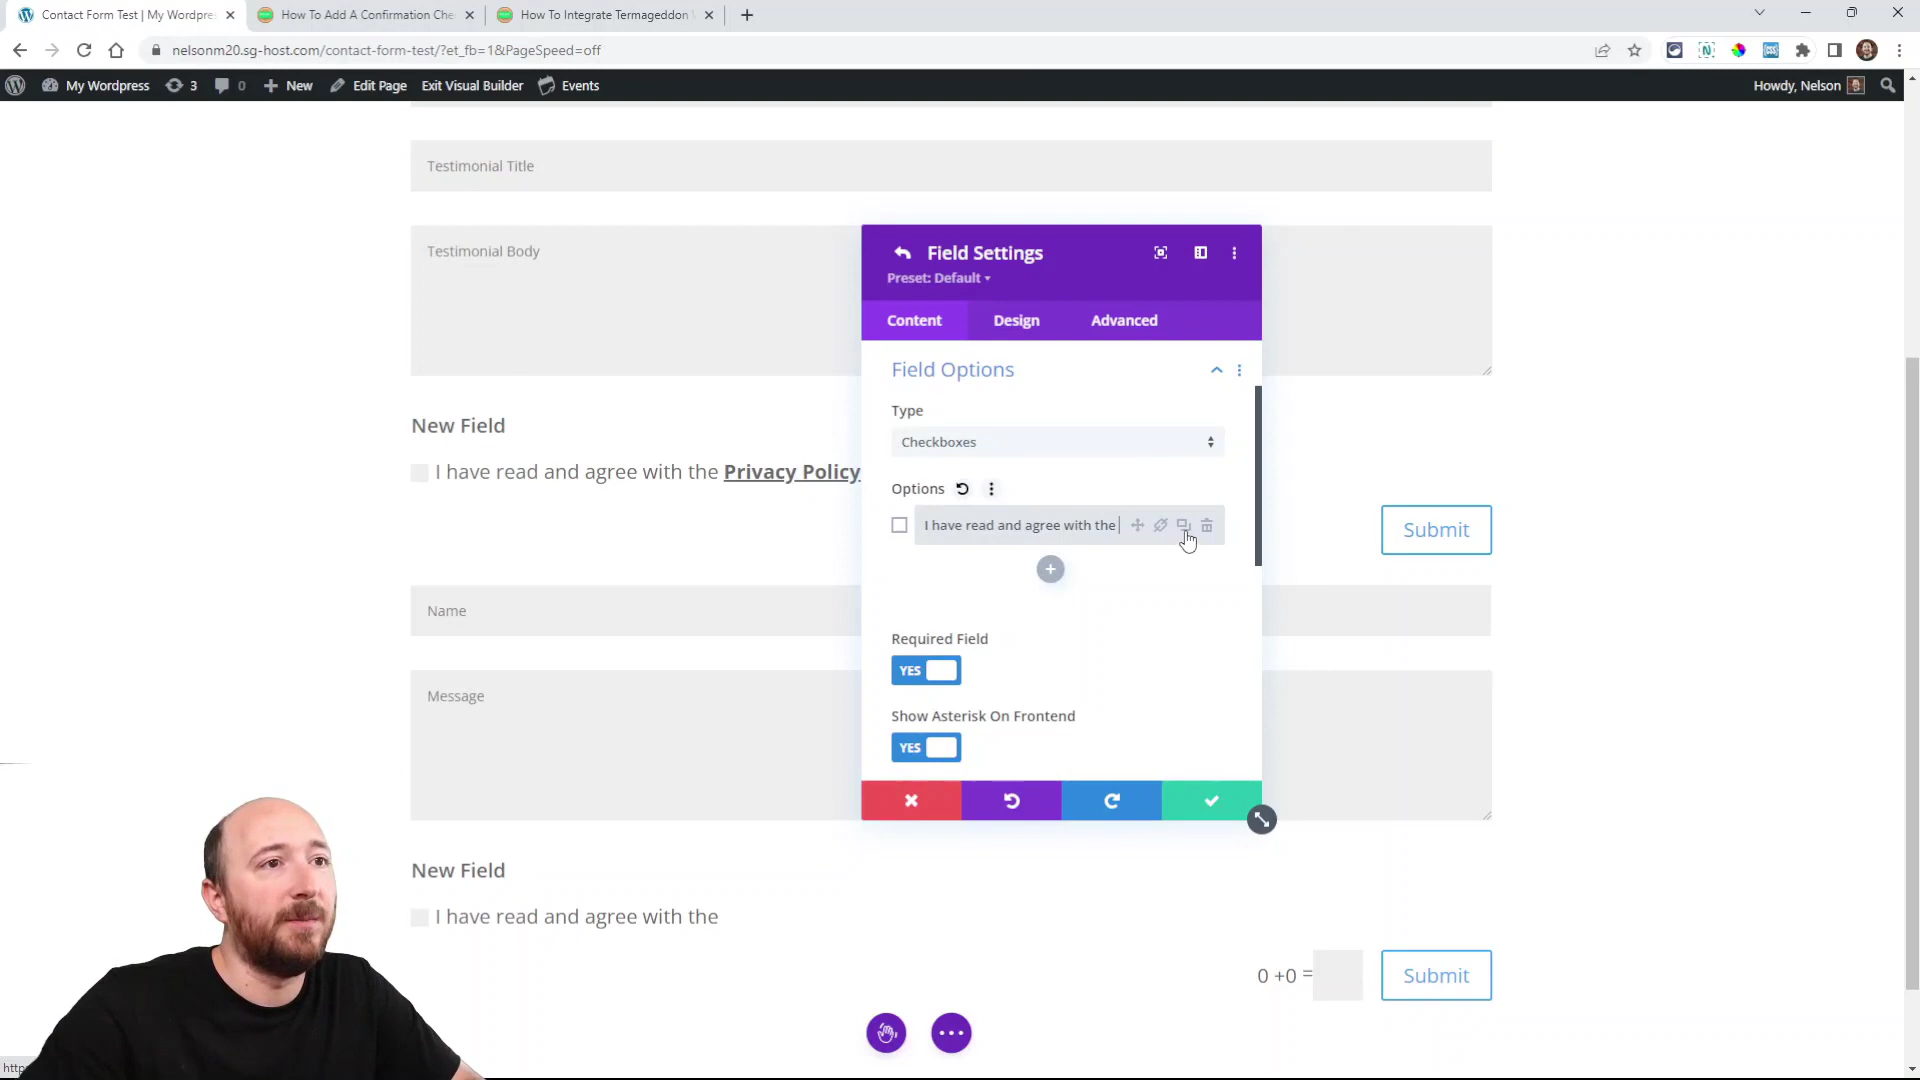 Contact Form Test | My Wordpres
How To Add A Confirmation Che
How To Integrate Termageddon
nelsonm20.sg-host.com/contact-form-test/?et_fb=1&PageSpeed=off
My Wordpress
3
0
New
Edit Page
Exit Visual Builder
Events
Howdy, Nelson
Testimonial Title
Testimonial Body
Field Settings
Preset: Default
Content
Design
Advanced
Field Options
Type
Checkboxes
New Field
I have read and agree with the Privacy Policy
Options
I have read and agree with the
Submit
Name
Required Field
YES
Message
Show Asterisk On Frontend
YES
New Field
I have read and agree with the
0 +0 =
Submit